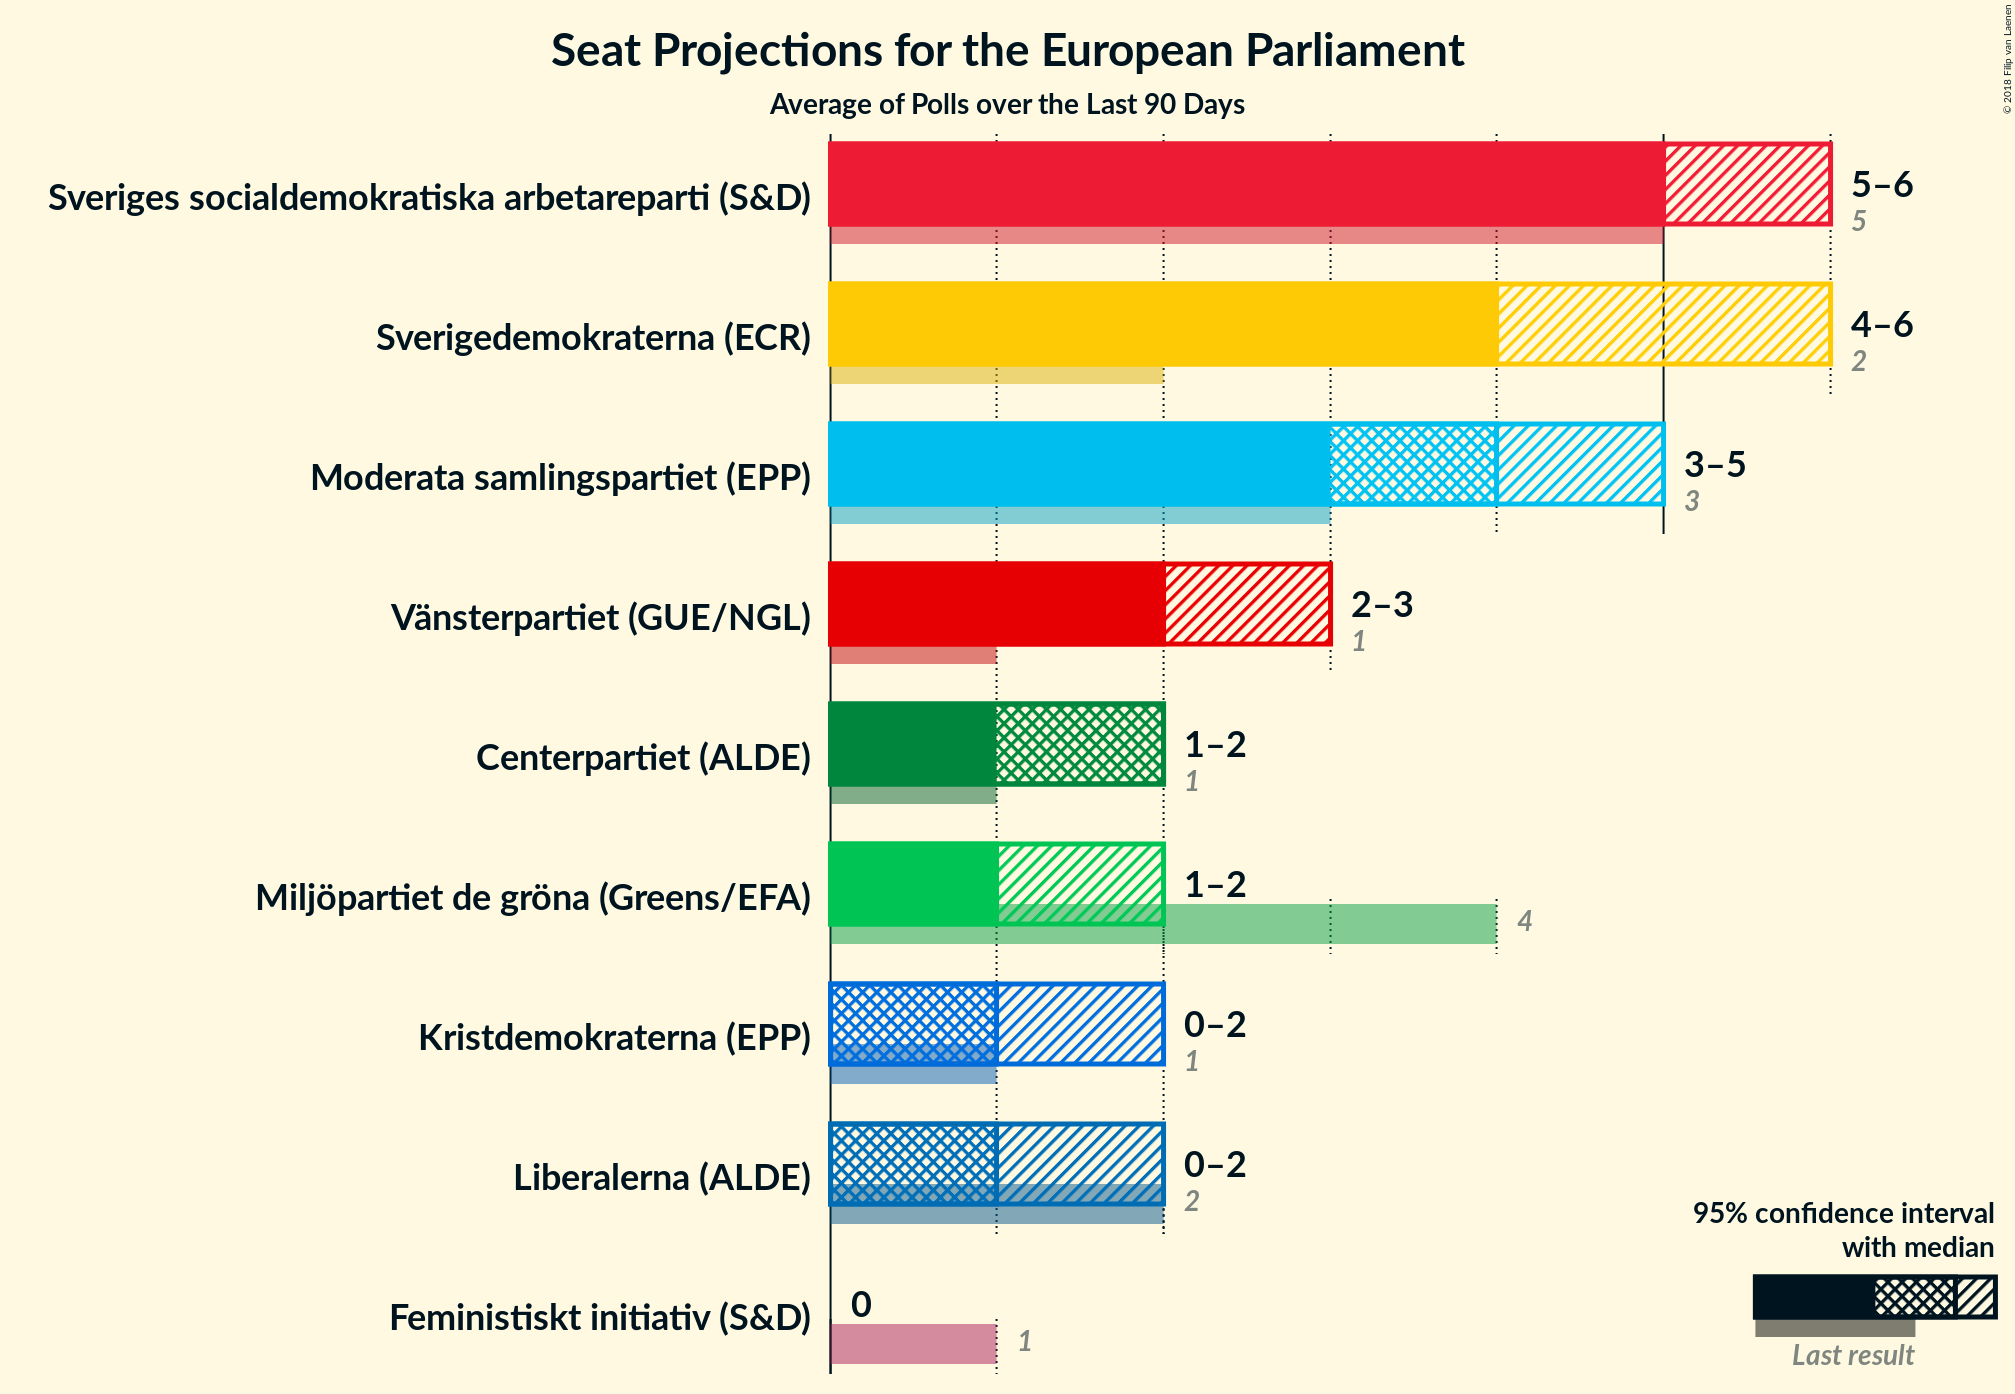 Seat Projections for the European Parliament
Average of Polls over the Last 90 Days
© 2018 Filip van Laenen
Sveriges socialdemokratiska arbetareparti (S&D)
5–6
5
Sverigedemokraterna (ECR)
4–6
2
Moderata samlingspartiet (EPP)
3–5
3
Vänsterpartiet (GUE/NGL)
2–3
1
Centerpartiet (ALDE)
1–2
1
Miljöpartiet de gröna (Greens/EFA)
1–2
4
Kristdemokraterna (EPP)
0–2
1
Liberalerna (ALDE)
0–2
2
Feministiskt initiativ (S&D)
0
1
95% confidence interval
with median
Last result